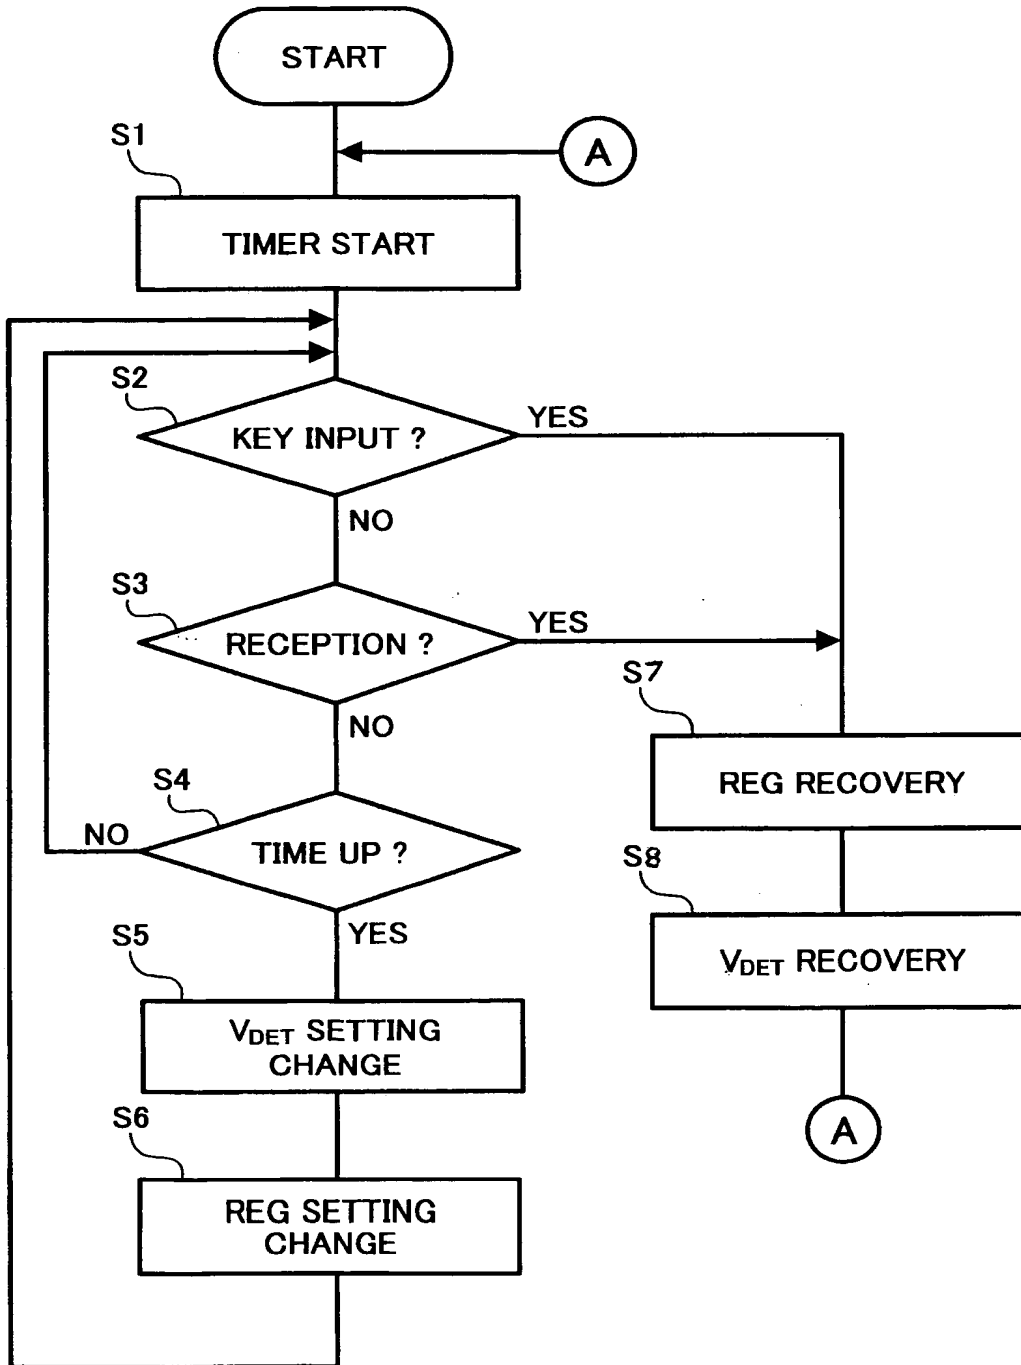 START
S1
A
TIMER START
S2
KEY INPUT ?
YES
NO
S3
RECEPTION ?
YES
NO
S4
TIME UP ?
NO
YES
S5
VDET SETTING
CHANGE
S6
REG SETTING
CHANGE
S7
REG RECOVERY
S8
VDET RECOVERY
A